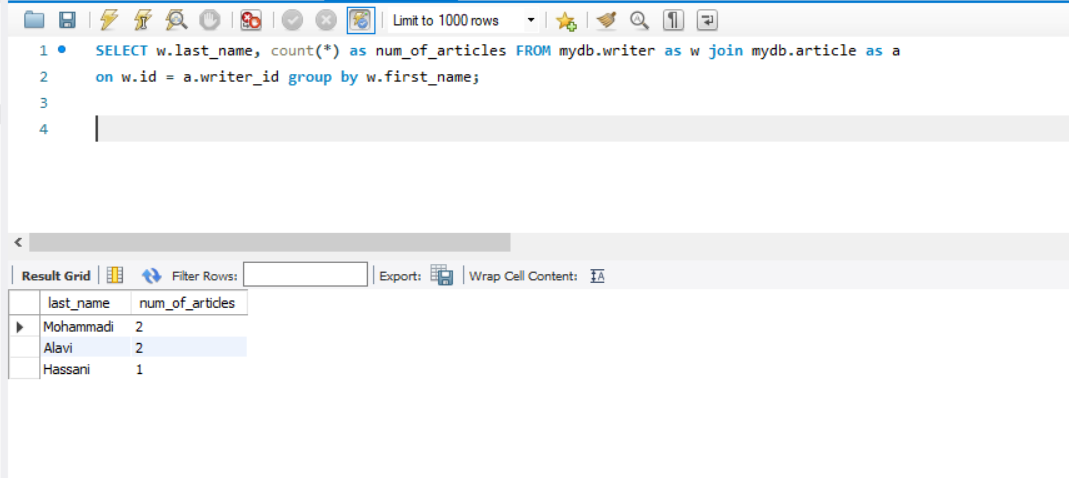 Limit to 1000 rows
1 SELECT w.last_name, count(*) as num_of_articles FROM mydb.writer as w join mydb.article as a
2 on w.id = a.writer_id group by w.first_name;
3
4
Result Grid Filter Rows: Export: Wrap Cell Content: IA
last_name num_of_articles
Mohammadi 2
Alavi 2
Hassani 1